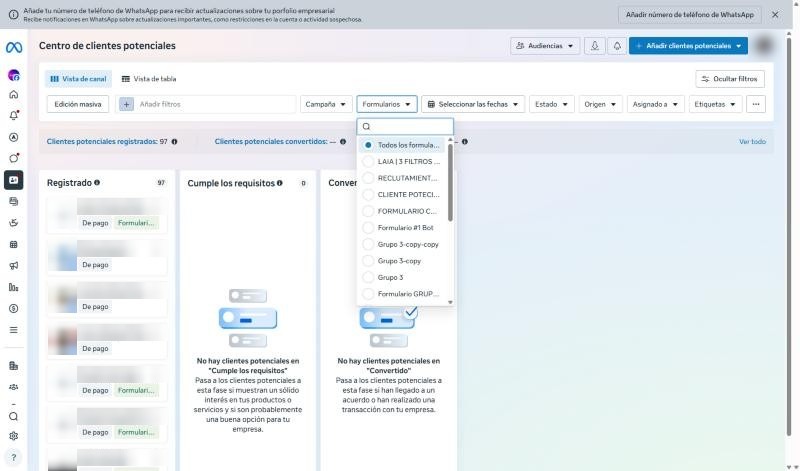 Añade tu número de teléfono de WhatsApp para recibir actualizaciones sobre tu porfolio empresarial
Recibe notificaciones en WhatsApp sobre actualizaciones importantes, como restricciones en la cuenta o actividad sospechosa.
Añadir número de teléfono de WhatsApp
Centro de clientes potenciales
Audiencias
+ Añadir clientes potenciales
Vista de canal
Vista de tabla
Ocultar filtros
Edición masiva
+ Añadir filtros
Campaña
Formularios
Seleccionar las fechas
Estado
Origen
Asignado a
Etiquetas
...
Clientes potenciales registrados: 97
Clientes potenciales convertidos: --
--
Ver todo
Todos los formula...
LAIA | 3 FILTROS ...
RECLUTAMIENT...
CLIENTE POTECI...
FORMULARIO C...
Formulario #1 Bot
Grupo 3-copy-copy
Grupo 3-copy
Grupo 3
Formulario GRUP...
Registrado
97
De pago
Formulari...
De pago
De pago
De pago
De pago
Formulari...
De pago
Formulari...
Cumple los requisitos
0
No hay clientes potenciales en
"Cumple los requisitos"
Pasa a los clientes potenciales a
esta fase si muestran un sólido
interés en tus productos o
servicios y si son probablemente
una buena opción para tu
empresa.
Conver
No hay clientes potenciales en
"Convertido"
Pasa a los clientes potenciales a
esta fase si han llegado a un
acuerdo o han realizado una
transacción con tu empresa.
?